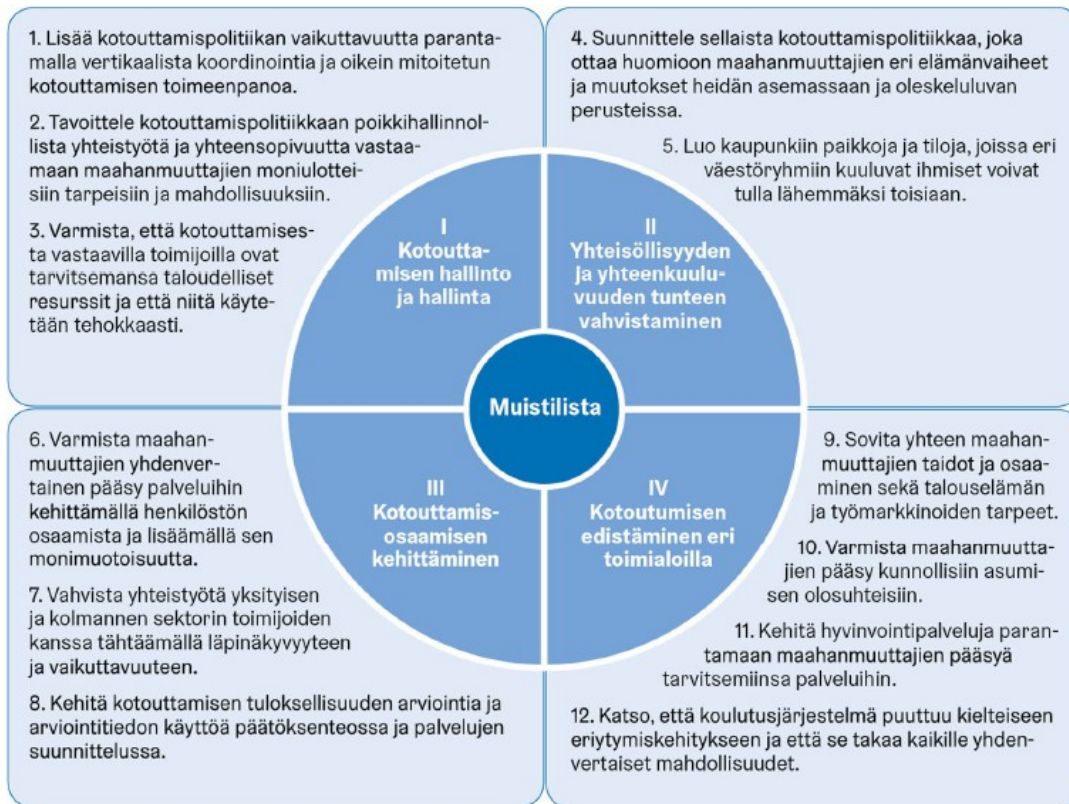 1. Lisää kotouttamispolitiikan vaikuttavuutta paranta-
malla vertikaalista koordinointia ja oikein mitoitetun
kotouttamisen toimeenpanoa.
2. Tavoittele kotouttamispolitiikkaan poikkihallinnol-
lista yhteistyötä ja yhteensopivuutta vastaa-
maan maahanmuuttajien moniulottei-
siin tarpeisiin ja mahdollisuuksiin.
3. Varmista, että kotouttamises-
ta vastaavilla toimijoilla ovat
tarvitsemansa taloudelliset
resurssit ja että niitä käyte-
tään tehokkaasti.
4. Suunnittele sellaista kotouttamispolitiikkaa, joka
ottaa huomioon maahanmuuttajien eri elämänvaiheet
ja muutokset heidän asemassaan ja oleskeluluvan
perusteissa.
5. Luo kaupunkiin paikkoja ja tiloja, joissa eri
väestöryhmiin kuuluvat ihmiset voivat
tulla lähemmäksi toisiaan.
I
Kotoutta-
misen hallinto
ja hallinta
II
Yhteisöllisyyden
ja yhteenkuulu-
vuuden tunteen
vahvistaminen
Muistilista
III
Kotouttamis-
osaamisen
kehittäminen
IV
Kotoutumisen
edistäminen eri
toimialoilla
6. Varmista maahan-
muuttajien yhdenver-
tainen pääsy palveluihin
kehittämällä henkilöstön
osaamista ja lisäämällä sen
monimuotoisuutta.
7. Vahvista yhteistyötä yksityisen
ja kolmannen sektorin toimijoiden
kanssa tähtäämällä läpinäkyvyyteen
ja vaikuttavuuteen.
8. Kehitä kotouttamisen tuloksellisuuden arviointia ja
arviointitiedon käyttöä päätöksenteossa ja palvelujen
suunnittelussa.
9. Sovita yhteen maahan-
muuttajien taidot ja osaa-
minen sekä talouselämän
ja työmarkkinoiden tarpeet.
10. Varmista maahanmuutta-
jien pääsy kunnollisiin asumi-
sen olosuhteisiin.
11. Kehitä hyvinvointipalveluja paran-
tamaan maahanmuuttajien pääsyä
tarvitsemiinsa palveluihin.
12. Katso, että koulutusjärjestelmä puuttuu kielteiseen
eriytymiskehitykseen ja että se takaa kaikille yhden-
vertaiset mahdollisuudet.